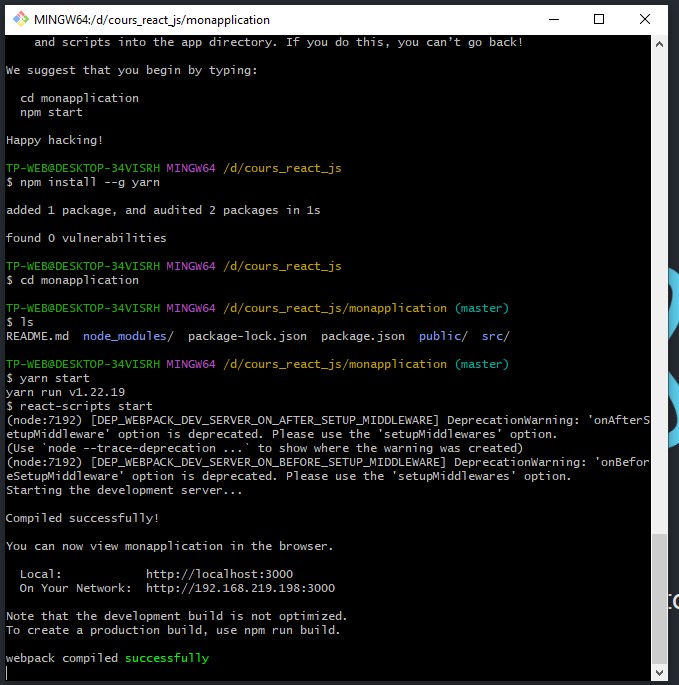 MINGW64:/d/cours_react_js/monapplication
and scripts into the app directory. If you do this, you can't go back!
We suggest that you begin by typing:
cd monapplication
npm start
Happy hacking!
TP-WEB@DESKTOP-34VISRH MINGW64 /d/cours_react_js
$ npm install --g yarn
added 1 package, and audited 2 packages in 1s
found 0 vulnerabilities
TP-WEB@DESKTOP-34VISRH MINGW64 /d/cours_react_js
$ cd monapplication
TP-WEB@DESKTOP-34VISRH MINGW64 /d/cours_react_js/monapplication (master)
$ ls
README.md  node_modules/  package-lock.json  package.json  public/  src/
TP-WEB@DESKTOP-34VISRH MINGW64 /d/cours_react_js/monapplication (master)
$ yarn start
yarn run v1.22.19
$ react-scripts start
(node:7192) [DEP_WEBPACK_DEV_SERVER_ON_AFTER_SETUP_MIDDLEWARE] DeprecationWarning: 'onAfterS
etupMiddleware' option is deprecated. Please use the 'setupMiddlewares' option.
(Use `node --trace-deprecation ...` to show where the warning was created)
(node:7192) [DEP_WEBPACK_DEV_SERVER_ON_BEFORE_SETUP_MIDDLEWARE] DeprecationWarning: 'onBefor
eSetupMiddleware' option is deprecated. Please use the 'setupMiddlewares' option.
Starting the development server...
Compiled successfully!
You can now view monapplication in the browser.
Local:            http://localhost:3000
On Your Network:  http://192.168.219.198:3000
Note that the development build is not optimized.
To create a production build, use npm run build.
webpack compiled successfully